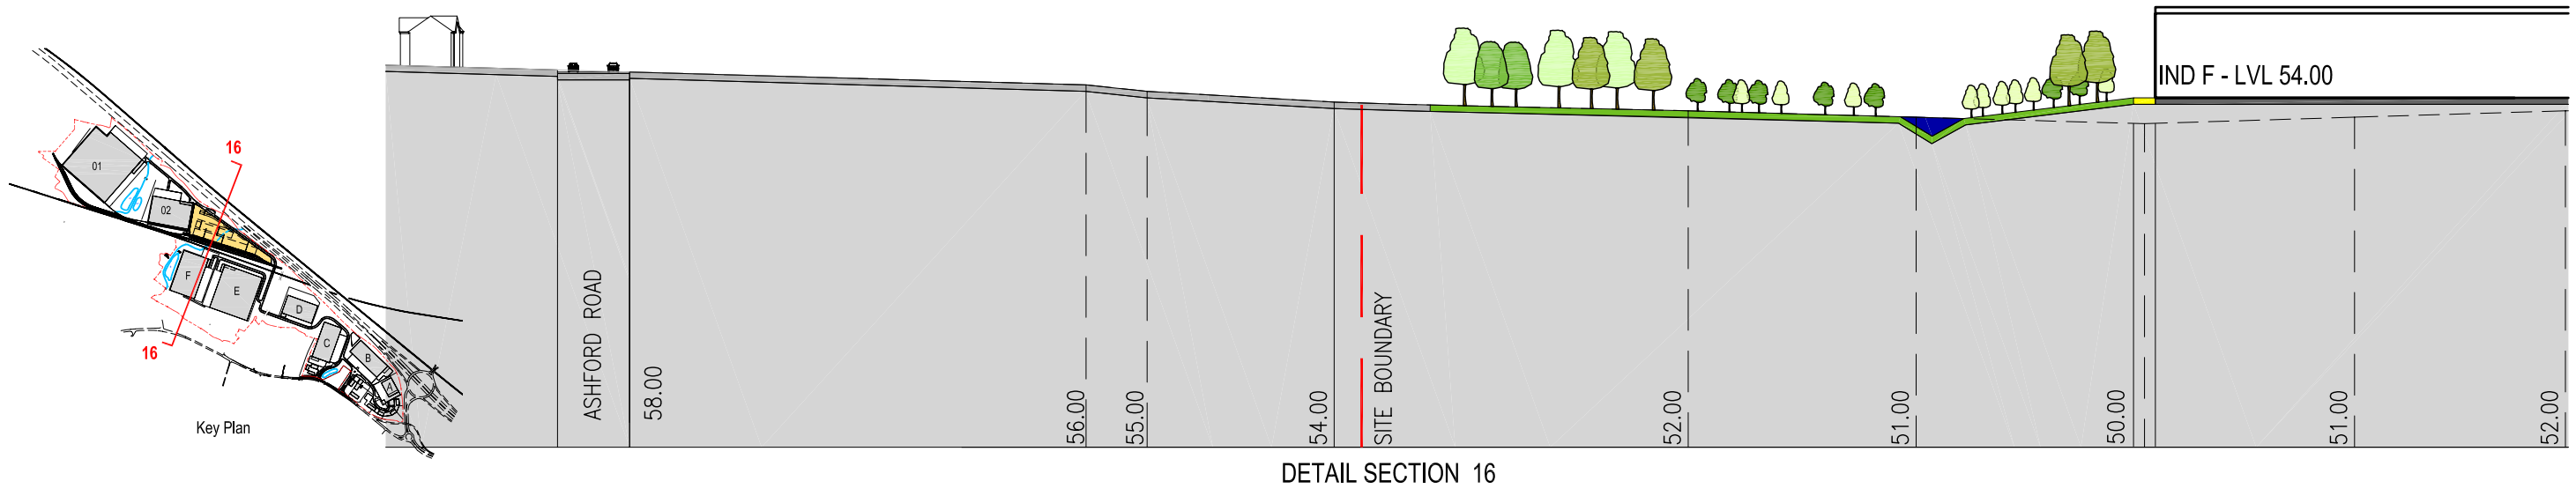 16
01
02
F
E
D
C
B
A
16
Key Plan
ASHFORD ROAD
58.00
56.00
55.00
54.00
SITE BOUNDARY
52.00
51.00
50.00
51.00
52.00
IND F - LVL 54.00
DETAIL SECTION 16